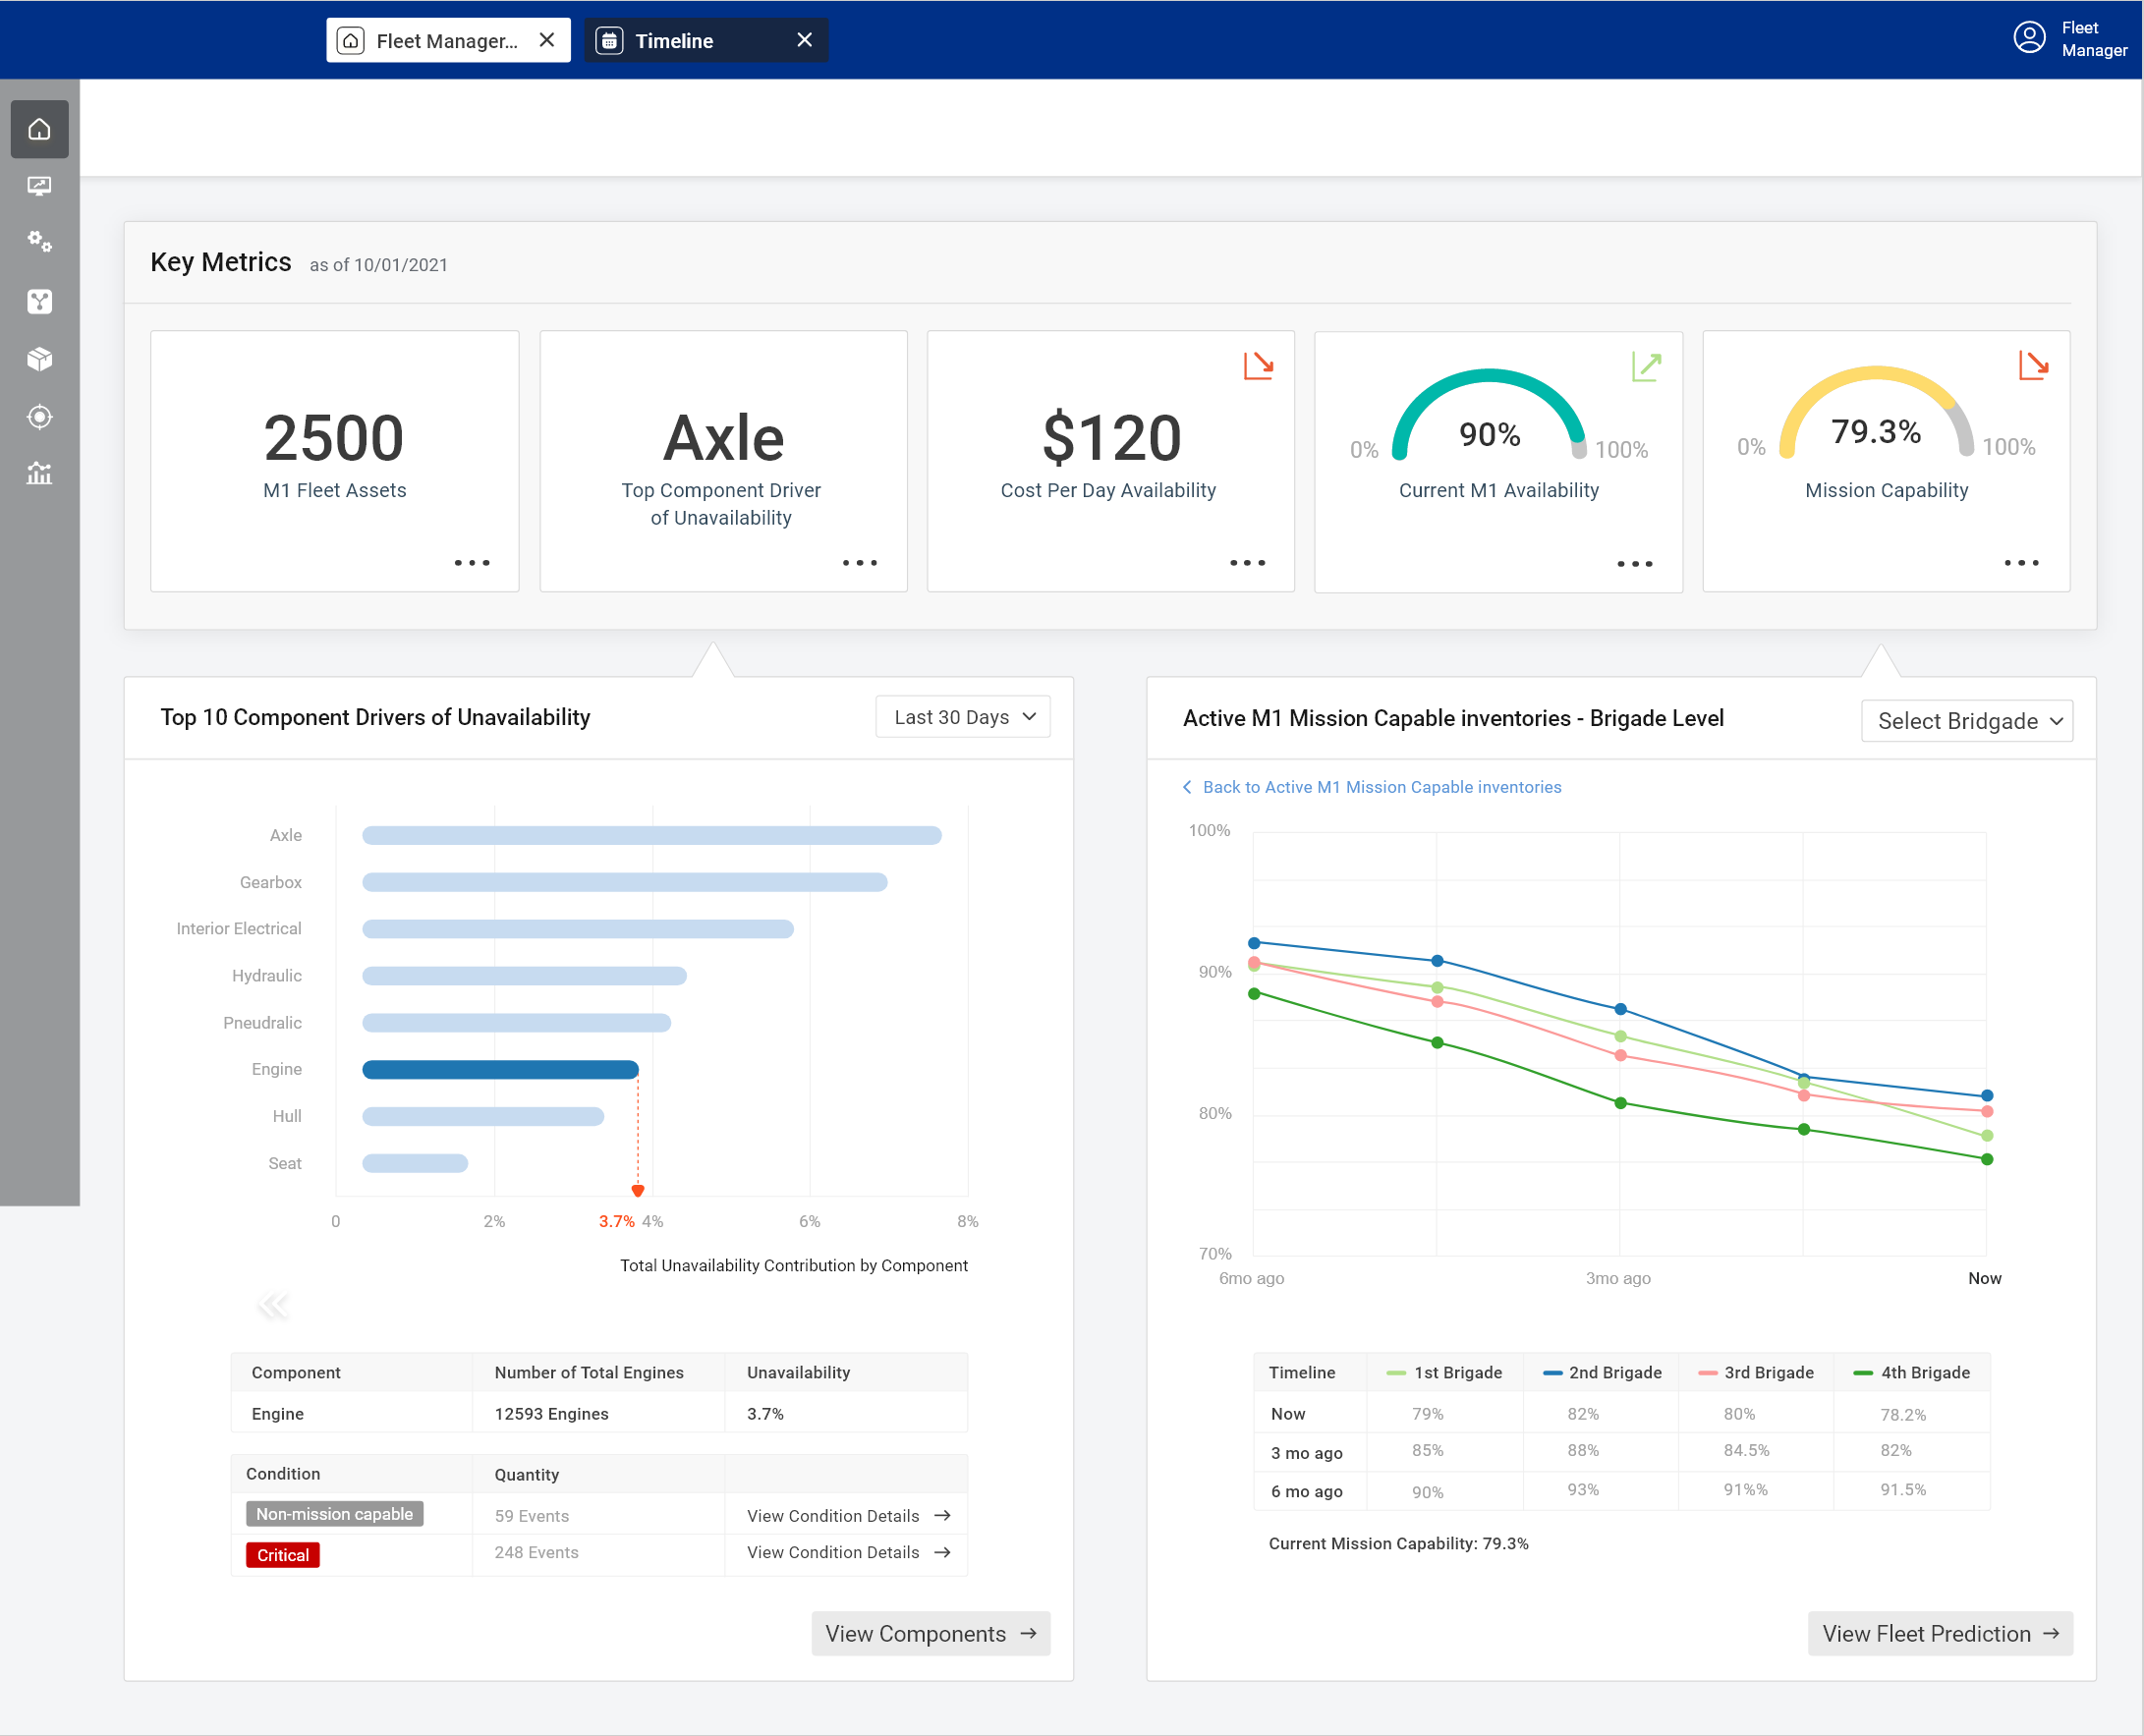 Fleet Manager...
Timeline
Fleet
Manager
Key Metrics as of 10/01/2021
2500
M1 Fleet Assets
Axle
Top Component Driver
of Unavailability
$120
Cost Per Day Availability
0% 90% 100%
Current M1 Availability
0% 79.3% 100%
Mission Capability
Top 10 Component Drivers of Unavailability
Last 30 Days
Axle
Gearbox
Interior Electrical
Hydraulic
Pneudralic
Engine
Hull
Seat
0 2% 3.7% 4% 6% 8%
Total Unavailability Contribution by Component
Component Number of Total Engines Unavailability
Engine 12593 Engines 3.7%
Condition Quantity
Non-mission capable 59 Events View Condition Details
Critical 248 Events View Condition Details
View Components
Active M1 Mission Capable inventories - Brigade Level
Select Bridgade
Back to Active M1 Mission Capable inventories
100%
90%
80%
70%
6mo ago 3mo ago Now
Timeline 1st Brigade 2nd Brigade 3rd Brigade 4th Brigade
Now 79% 82% 80% 78.2%
3 mo ago 85% 88% 84.5% 82%
6 mo ago 90% 93% 91%% 91.5%
Current Mission Capability: 79.3%
View Fleet Prediction